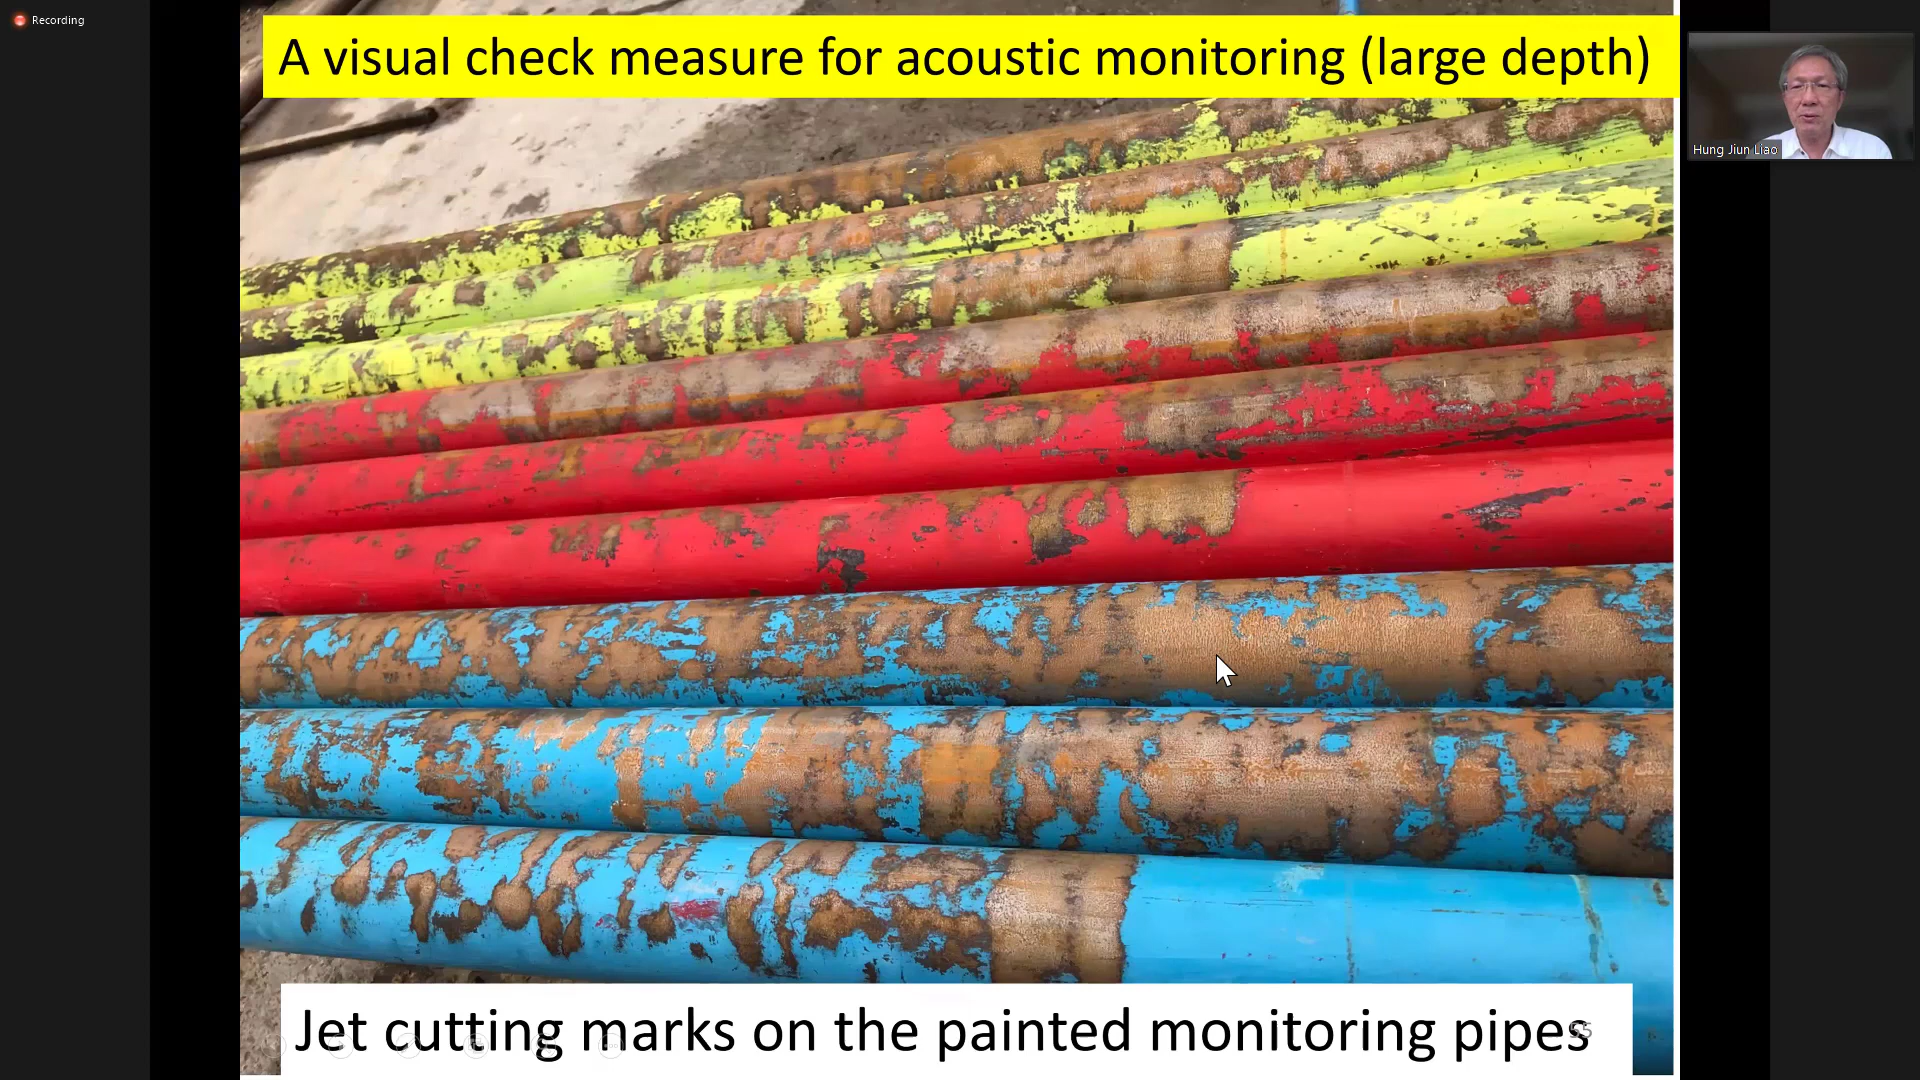 Recording
A visual check measure for acoustic monitoring (large depth)
Hung Jiun Liao
Jet cutting marks on the painted monitoring pipes
55